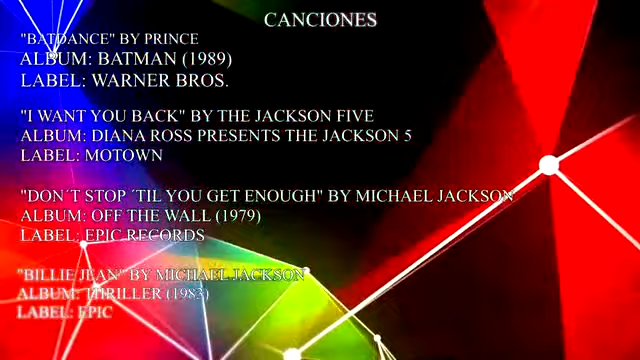 CANCIONES
"BATDANCE" BY PRINCE
ALBUM: BATMAN (1989)
LABEL: WARNER BROS.
"I WANT YOU BACK" BY THE JACKSON FIVE
ALBUM: DIANA ROSS PRESENTS THE JACKSON 5
LABEL: MOTOWN
"DON´T STOP ´TIL YOU GET ENOUGH" BY MICHAEL JACKSON
ALBUM: OFF THE WALL (1979)
LABEL: EPIC RECORDS
"BILLIE JEAN" BY MICHAEL JACKSON
ALBUM: THRILLER (1983)
LABEL: EPIC